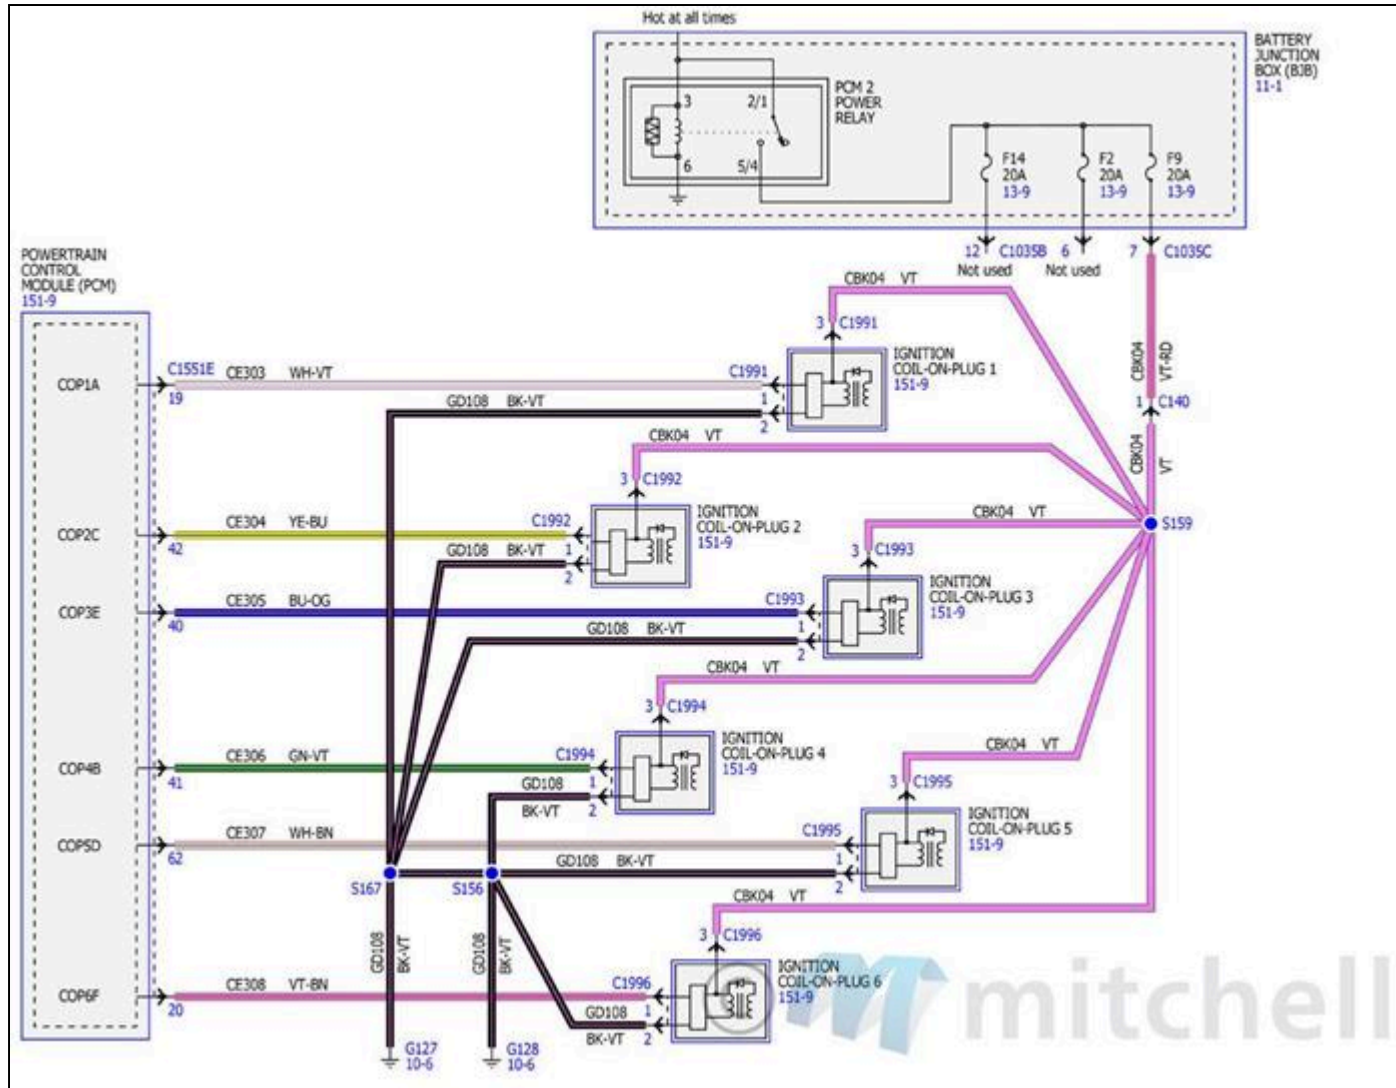 Hot at all times
BATTERY
JUNCTION
BOX (BJB)
11-1
PCM 2
POWER
RELAY
3
2/1
6
5/4
F14
20A
13-9
F2
20A
13-9
F9
20A
13-9
12
C1035B
6
7
C1035C
Not used
Not used
POWERTRAIN
CONTROL
MODULE (PCM)
151-9
CBK04 VT
3
C1991
IGNITION
COIL-ON-PLUG 1
151-9
CBK04
VT-RD
1
C140
CBK04
VT
S159
COP1A
C1551E
19
CE303 WH-VT
C1991
1
GD108 BK-VT
2
CBK04 VT
3
C1992
IGNITION
COIL-ON-PLUG 2
151-9
COP2C
42
CE304 YE-BU
C1992
1
GD108 BK-VT
2
CBK04 VT
3
C1993
IGNITION
COIL-ON-PLUG 3
151-9
COP3E
40
CE305 BU-OG
C1993
1
GD108 BK-VT
2
CBK04 VT
3
C1994
IGNITION
COIL-ON-PLUG 4
151-9
COP4B
41
CE306 GN-VT
C1994
1
GD108
BK-VT
2
CBK04 VT
3
C1995
IGNITION
COIL-ON-PLUG 5
151-9
COP5D
62
CE307 WH-BN
C1995
1
GD108 BK-VT
2
S167
S156
CBK04 VT
3
C1996
IGNITION
COIL-ON-PLUG 6
151-9
GD108
BK-VT
GD108
BK-VT
COP6F
20
CE308 VT-BN
C1996
1
GD108
BK-VT
2
G127
10-6
G128
10-6
© mitchell